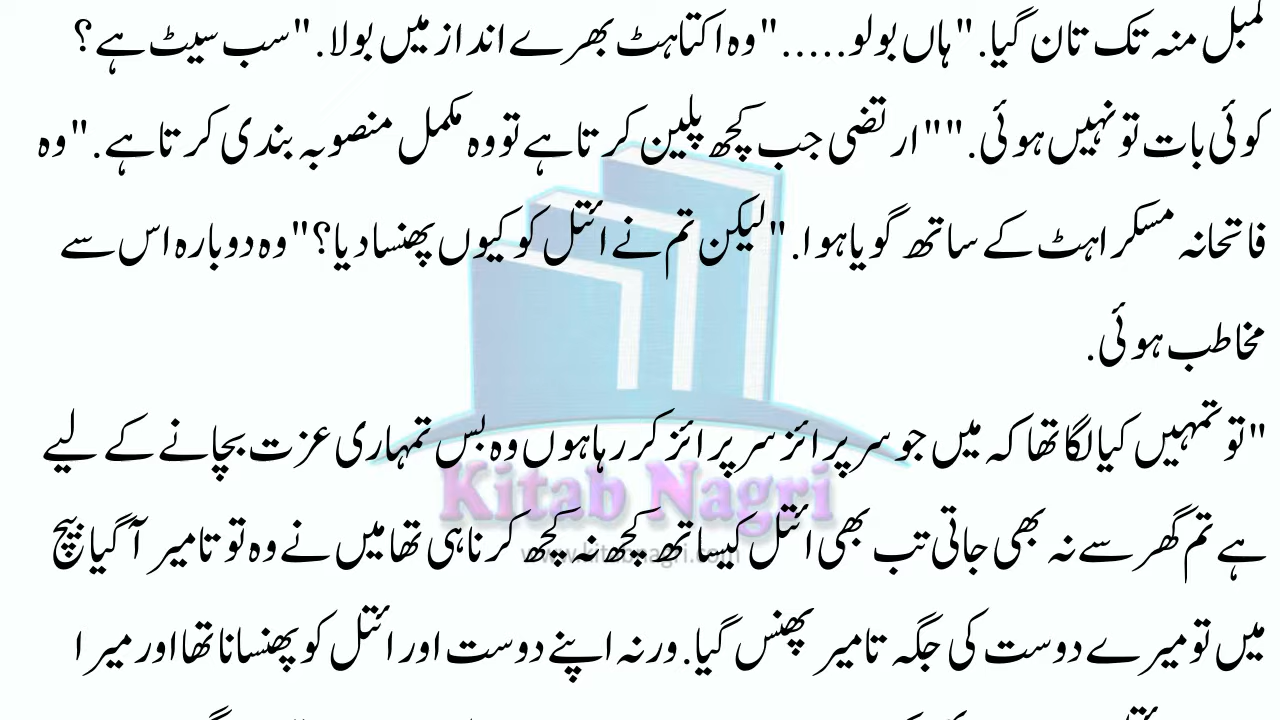 کمبل منہ تک تان گیا. "ہاں بولو....." وہ اکتاہٹ بھرے انداز میں بولا. "سب سیٹ ہے؟
کوئی بات تو نہیں ہوئی." "ارتضی جب کچھ پلین کرتا ہے تو وہ مکمل منصوبہ بندی کرتا ہے." وہ
فاتحانہ مسکراہٹ کے ساتھ گویا ہوا. "لیکن تم نے ائتل کو کیوں پھنسا دیا؟" وہ دوبارہ اس سے
مخاطب ہوئی.
"تو تمہیں کیا لگا تھا کہ میں جو سرپرائز سرپرائز کر رہا ہوں وہ بس تمہاری عزت بچانے کے لیے
Kitab Nagri
ہے تم گھر سے نہ بھی جاتی تب بھی ائتل کیساتھ کچھ نہ کچھ کرنا ہی تھا میں نے وہ تو تامیر آگیا بیچ
www.kitabnagri.com
میں تو میرے دوست کی جگہ تامیر پھنس گیا. ورنہ اپنے دوست اور ائتل کو پھنسانا تھا اور میرا